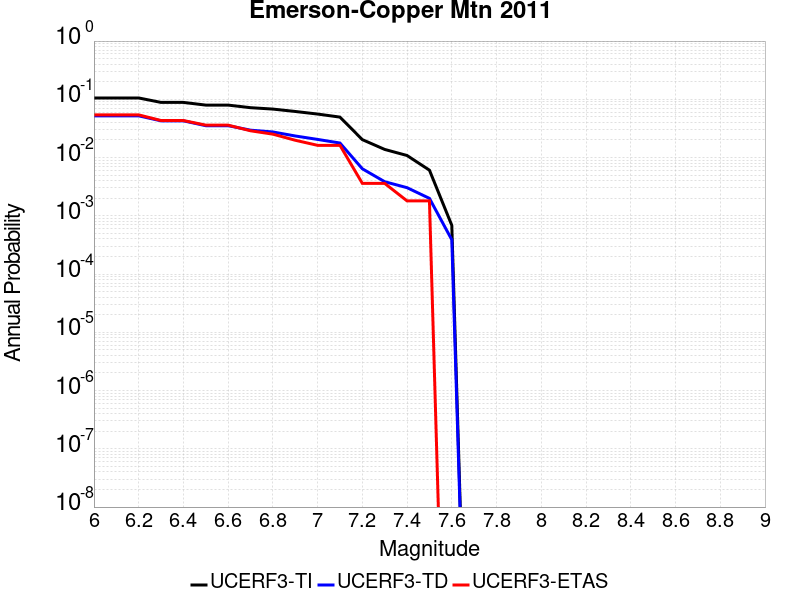 Emerson-Copper Mtn 2011
10^0
10^-1
10^-2
10^-3
10^-4
10^-5
10^-6
10^-7
10^-8
Annual Probability
6 6.2 6.4 6.6 6.8 7 7.2 7.4 7.6 7.8 8 8.2 8.4 8.6 8.8 9
Magnitude
UCERF3-TI UCERF3-TD UCERF3-ETAS